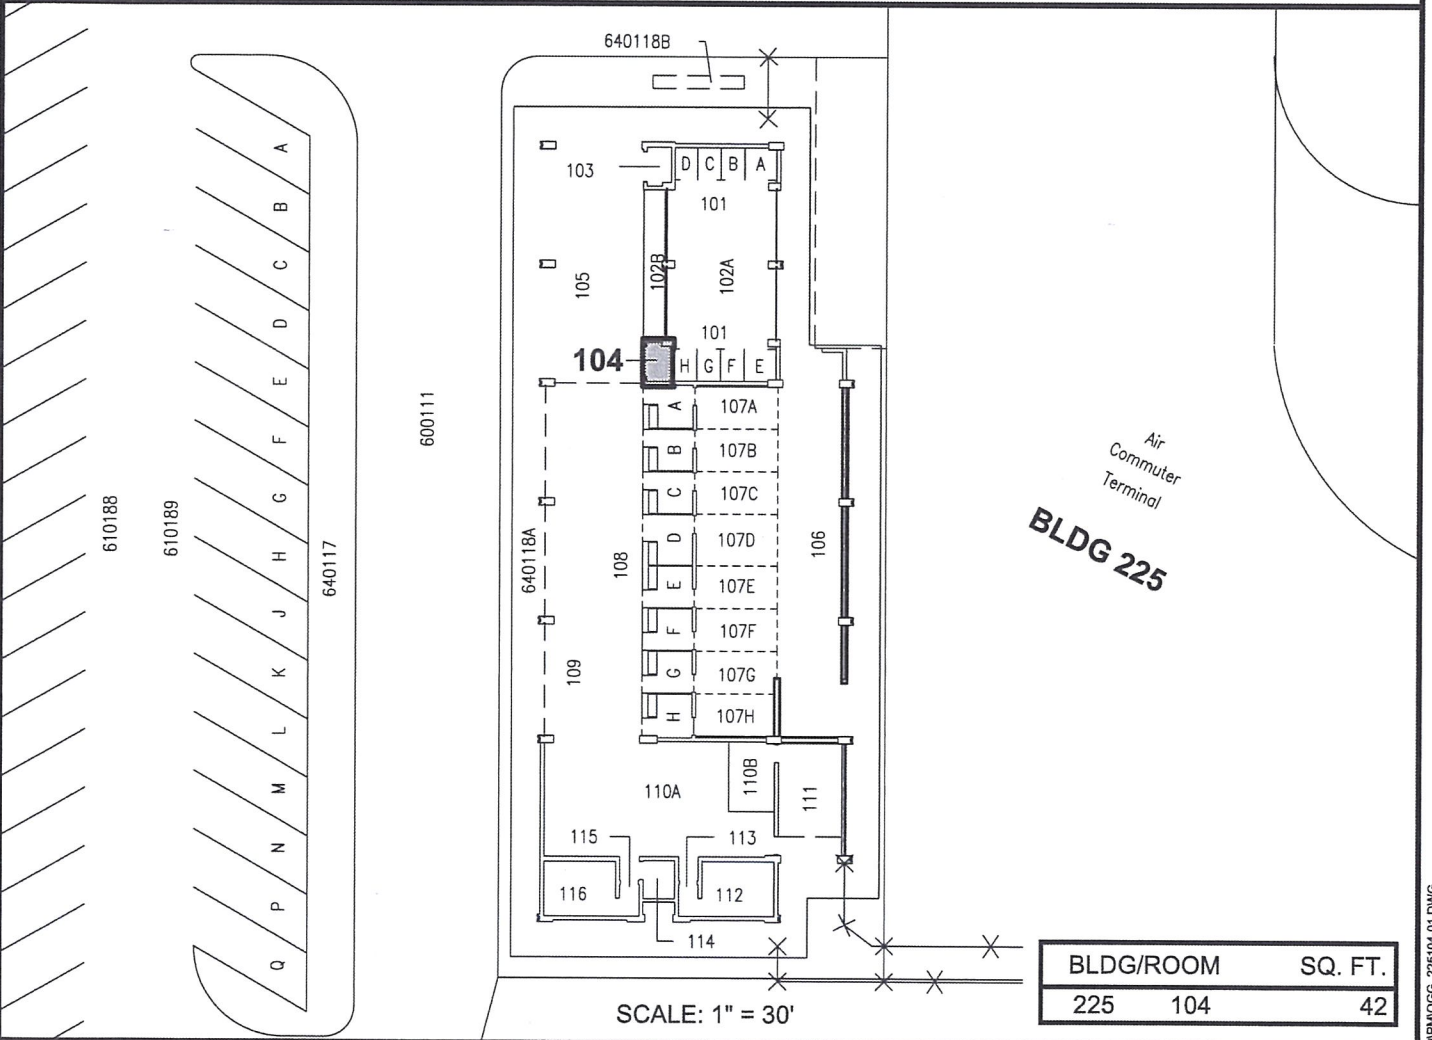 640118B
103
D C B A
101
105
102B
102A
101
104
H G F E
A 107A
B 107B
C 107C
D 107D
E 107E
F 107F
G 107G
H 107H
A
B
C
D
E
F
G
H
J
K
L
M
N
P
Q
610188
610189
640117
600111
640118A
108
109
106
Air
Commuter
Terminal
BLDG 225
110A
110B
111
115
113
116
112
114
SCALE: 1" = 30'
BLDG/ROOM SQ. FT.
225 104 42